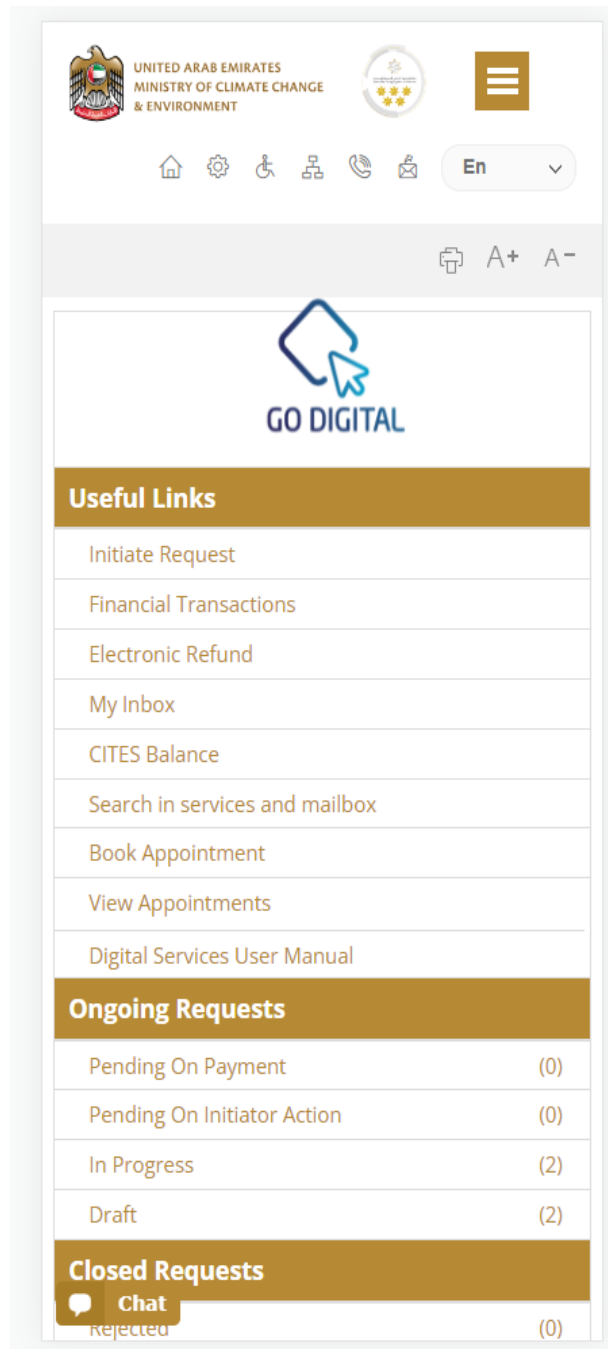 UNITED ARAB EMIRATES
MINISTRY OF CLIMATE CHANGE
& ENVIRONMENT
En
A+ A-
GO DIGITAL
Useful Links
Initiate Request
Financial Transactions
Electronic Refund
My Inbox
CITES Balance
Search in services and mailbox
Book Appointment
View Appointments
Digital Services User Manual
Ongoing Requests
Pending On Payment (0)
Pending On Initiator Action (0)
In Progress (2)
Draft (2)
Closed Requests
Chat
Rejected (0)